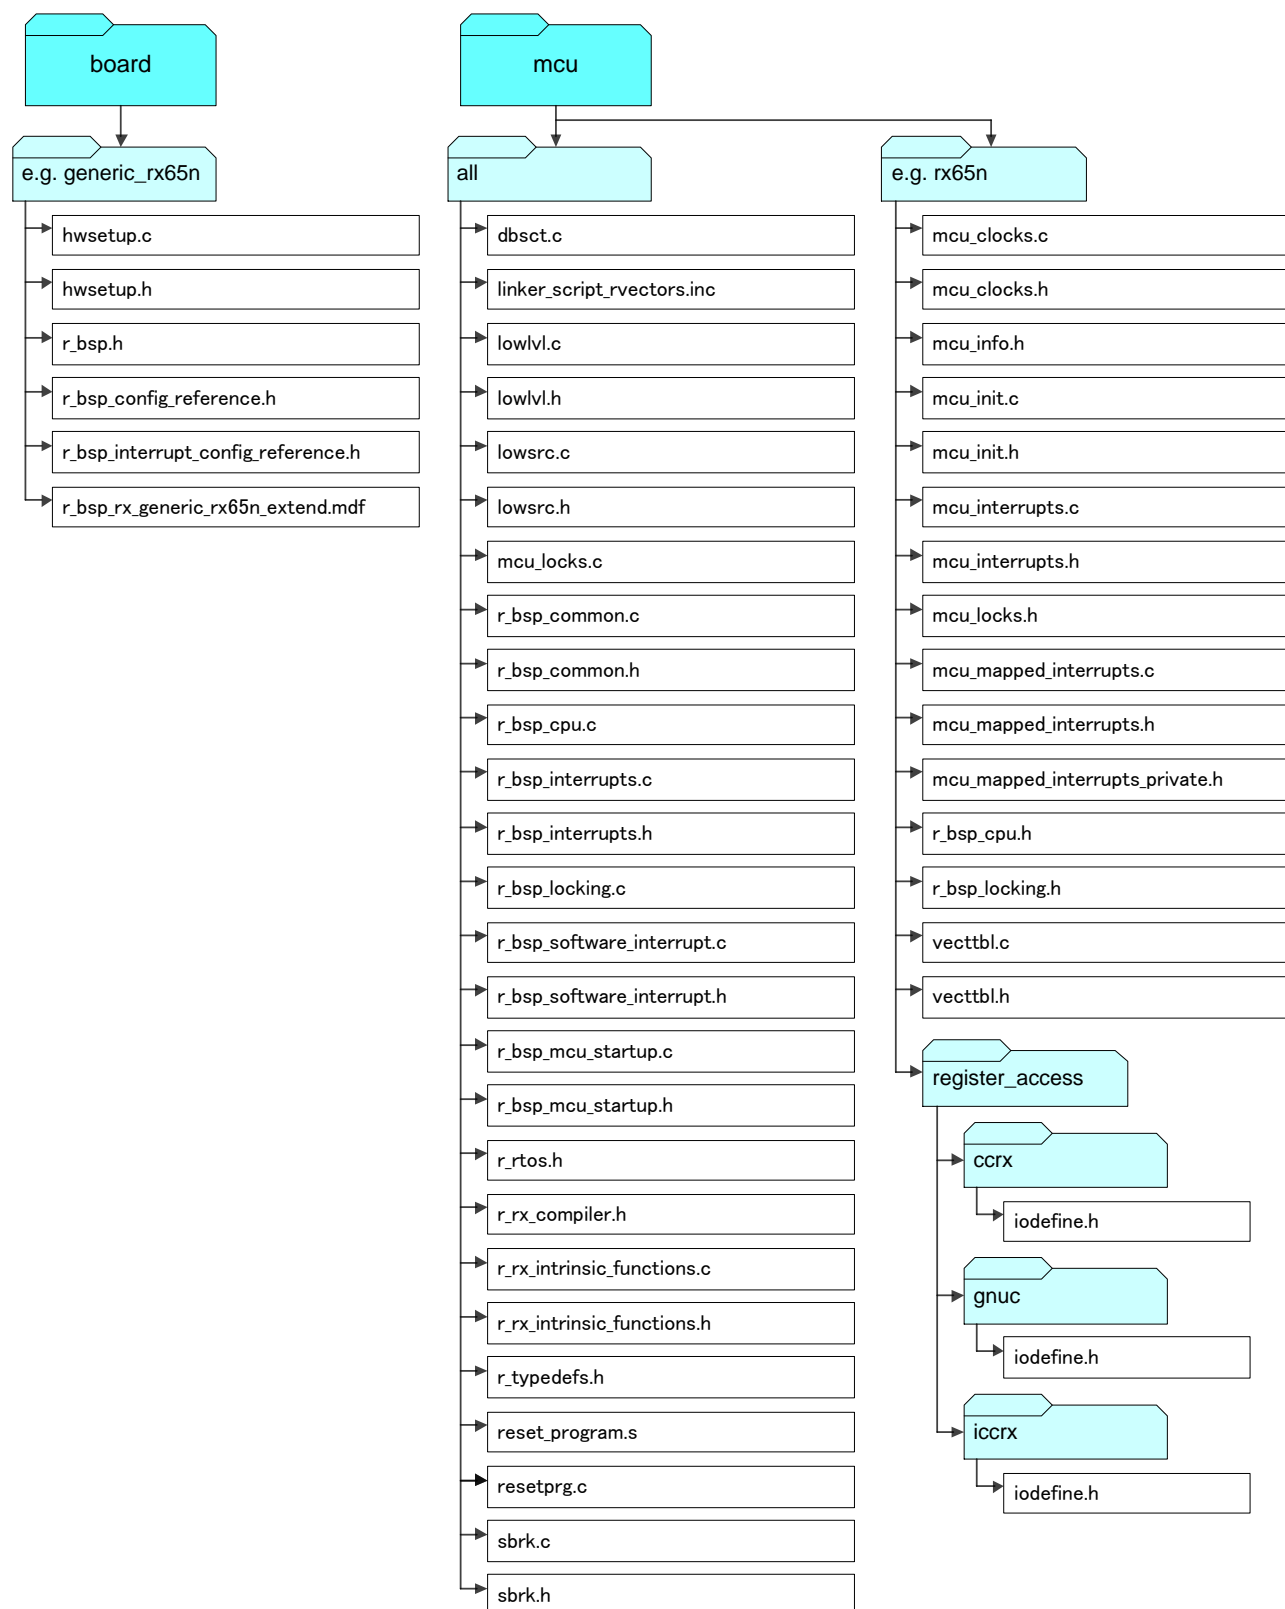 board
e.g. generic_rx65n
hwsetup.c
hwsetup.h
r_bsp.h
r_bsp_config_reference.h
r_bsp_interrupt_config_reference.h
r_bsp_rx_generic_rx65n_extend.mdf
mcu
all
dbsct.c
linker_script_rvectors.inc
lowlvl.c
lowlvl.h
lowsrc.c
lowsrc.h
mcu_locks.c
r_bsp_common.c
r_bsp_common.h
r_bsp_cpu.c
r_bsp_interrupts.c
r_bsp_interrupts.h
r_bsp_locking.c
r_bsp_software_interrupt.c
r_bsp_software_interrupt.h
r_bsp_mcu_startup.c
r_bsp_mcu_startup.h
r_rtos.h
r_rx_compiler.h
r_rx_intrinsic_functions.c
r_rx_intrinsic_functions.h
r_typedefs.h
reset_program.s
resetprg.c
sbrk.c
sbrk.h
e.g. rx65n
mcu_clocks.c
mcu_clocks.h
mcu_info.h
mcu_init.c
mcu_init.h
mcu_interrupts.c
mcu_interrupts.h
mcu_locks.h
mcu_mapped_interrupts.c
mcu_mapped_interrupts.h
mcu_mapped_interrupts_private.h
r_bsp_cpu.h
r_bsp_locking.h
vecttbl.c
vecttbl.h
register_access
ccrx
iodefine.h
gnuc
iodefine.h
iccrx
iodefine.h